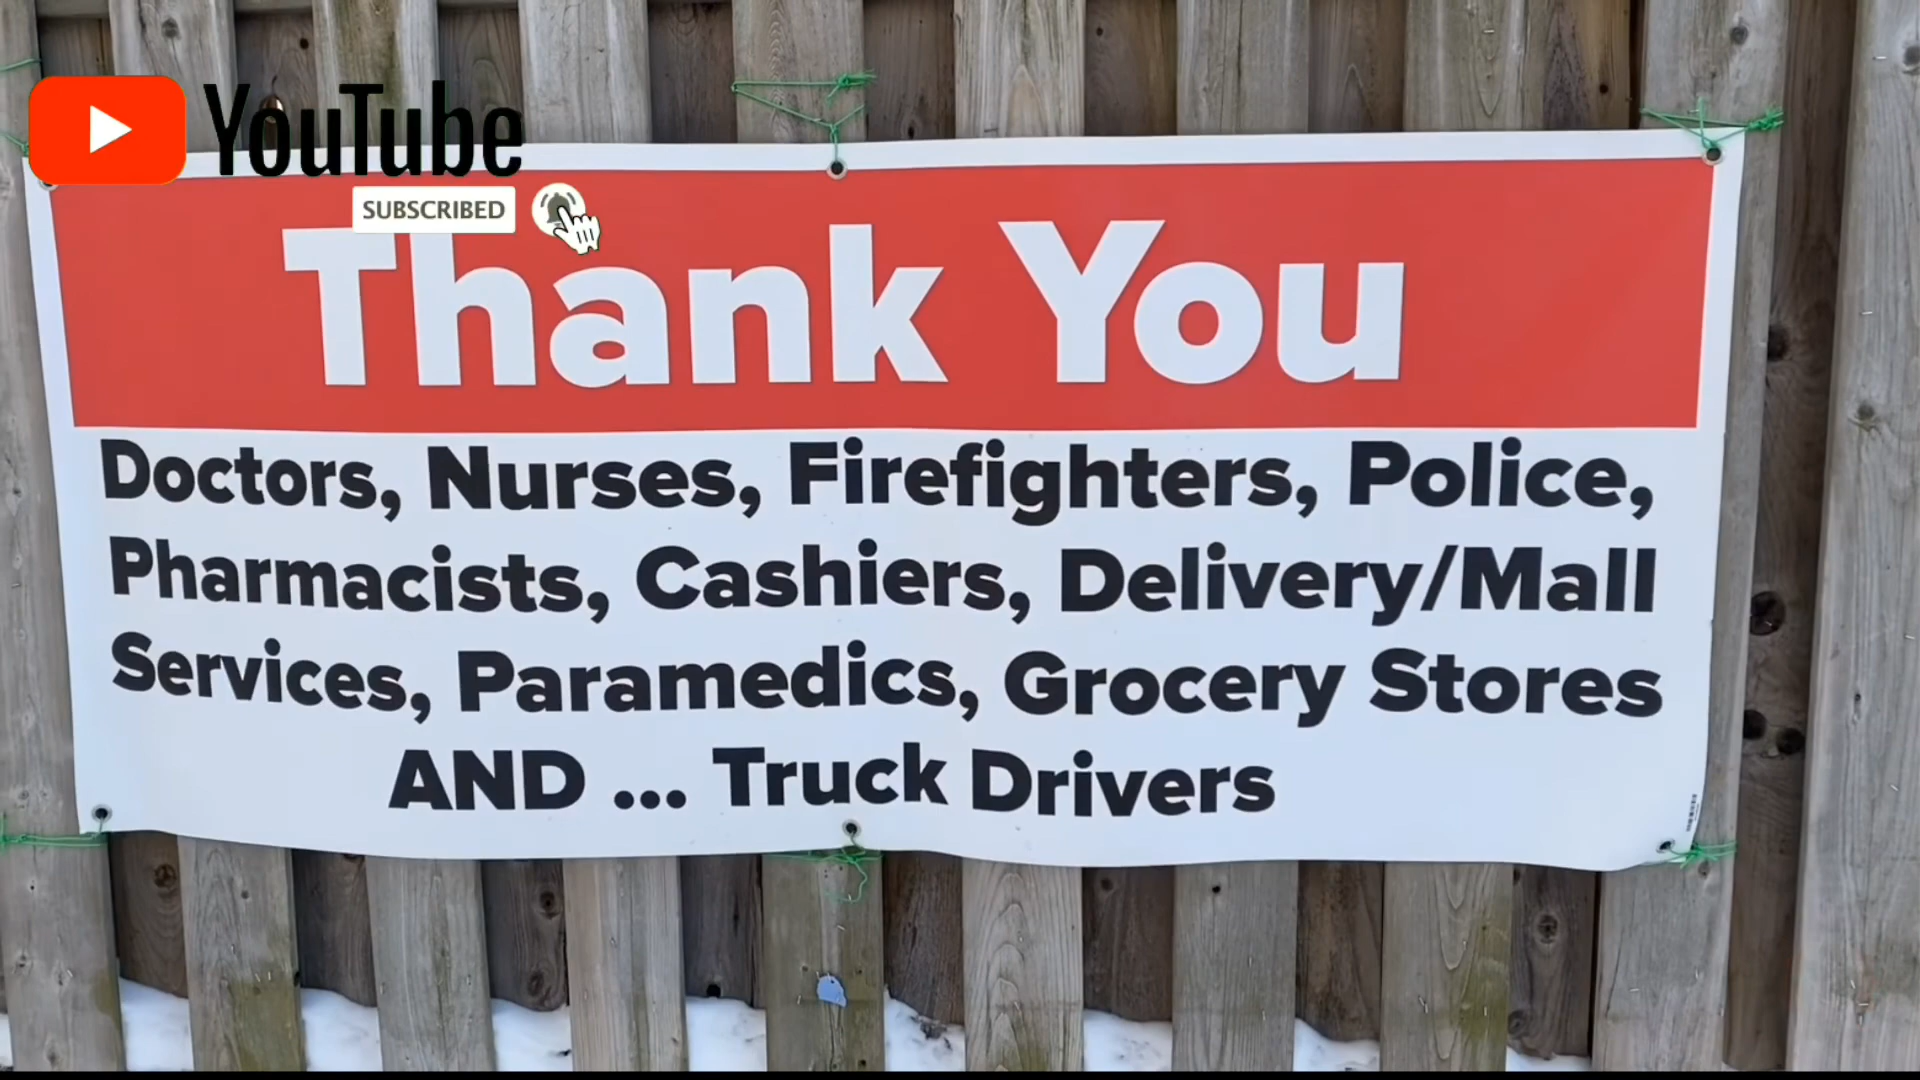 YouTube
SUBSCRIBED
Thank You
Doctors, Nurses, Firefighters, Police,
Pharmacists, Cashiers, Delivery/Mall
Services, Paramedics, Grocery Stores
AND ... Truck Drivers